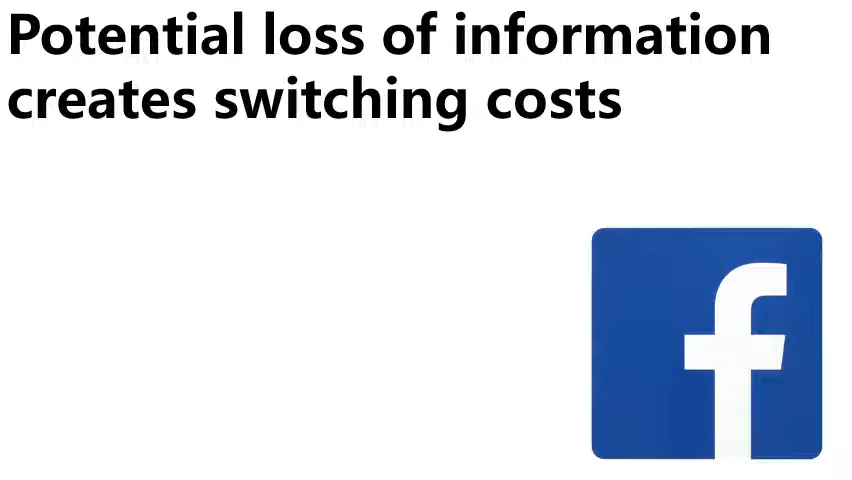 Potential loss of information
creates switching costs
f